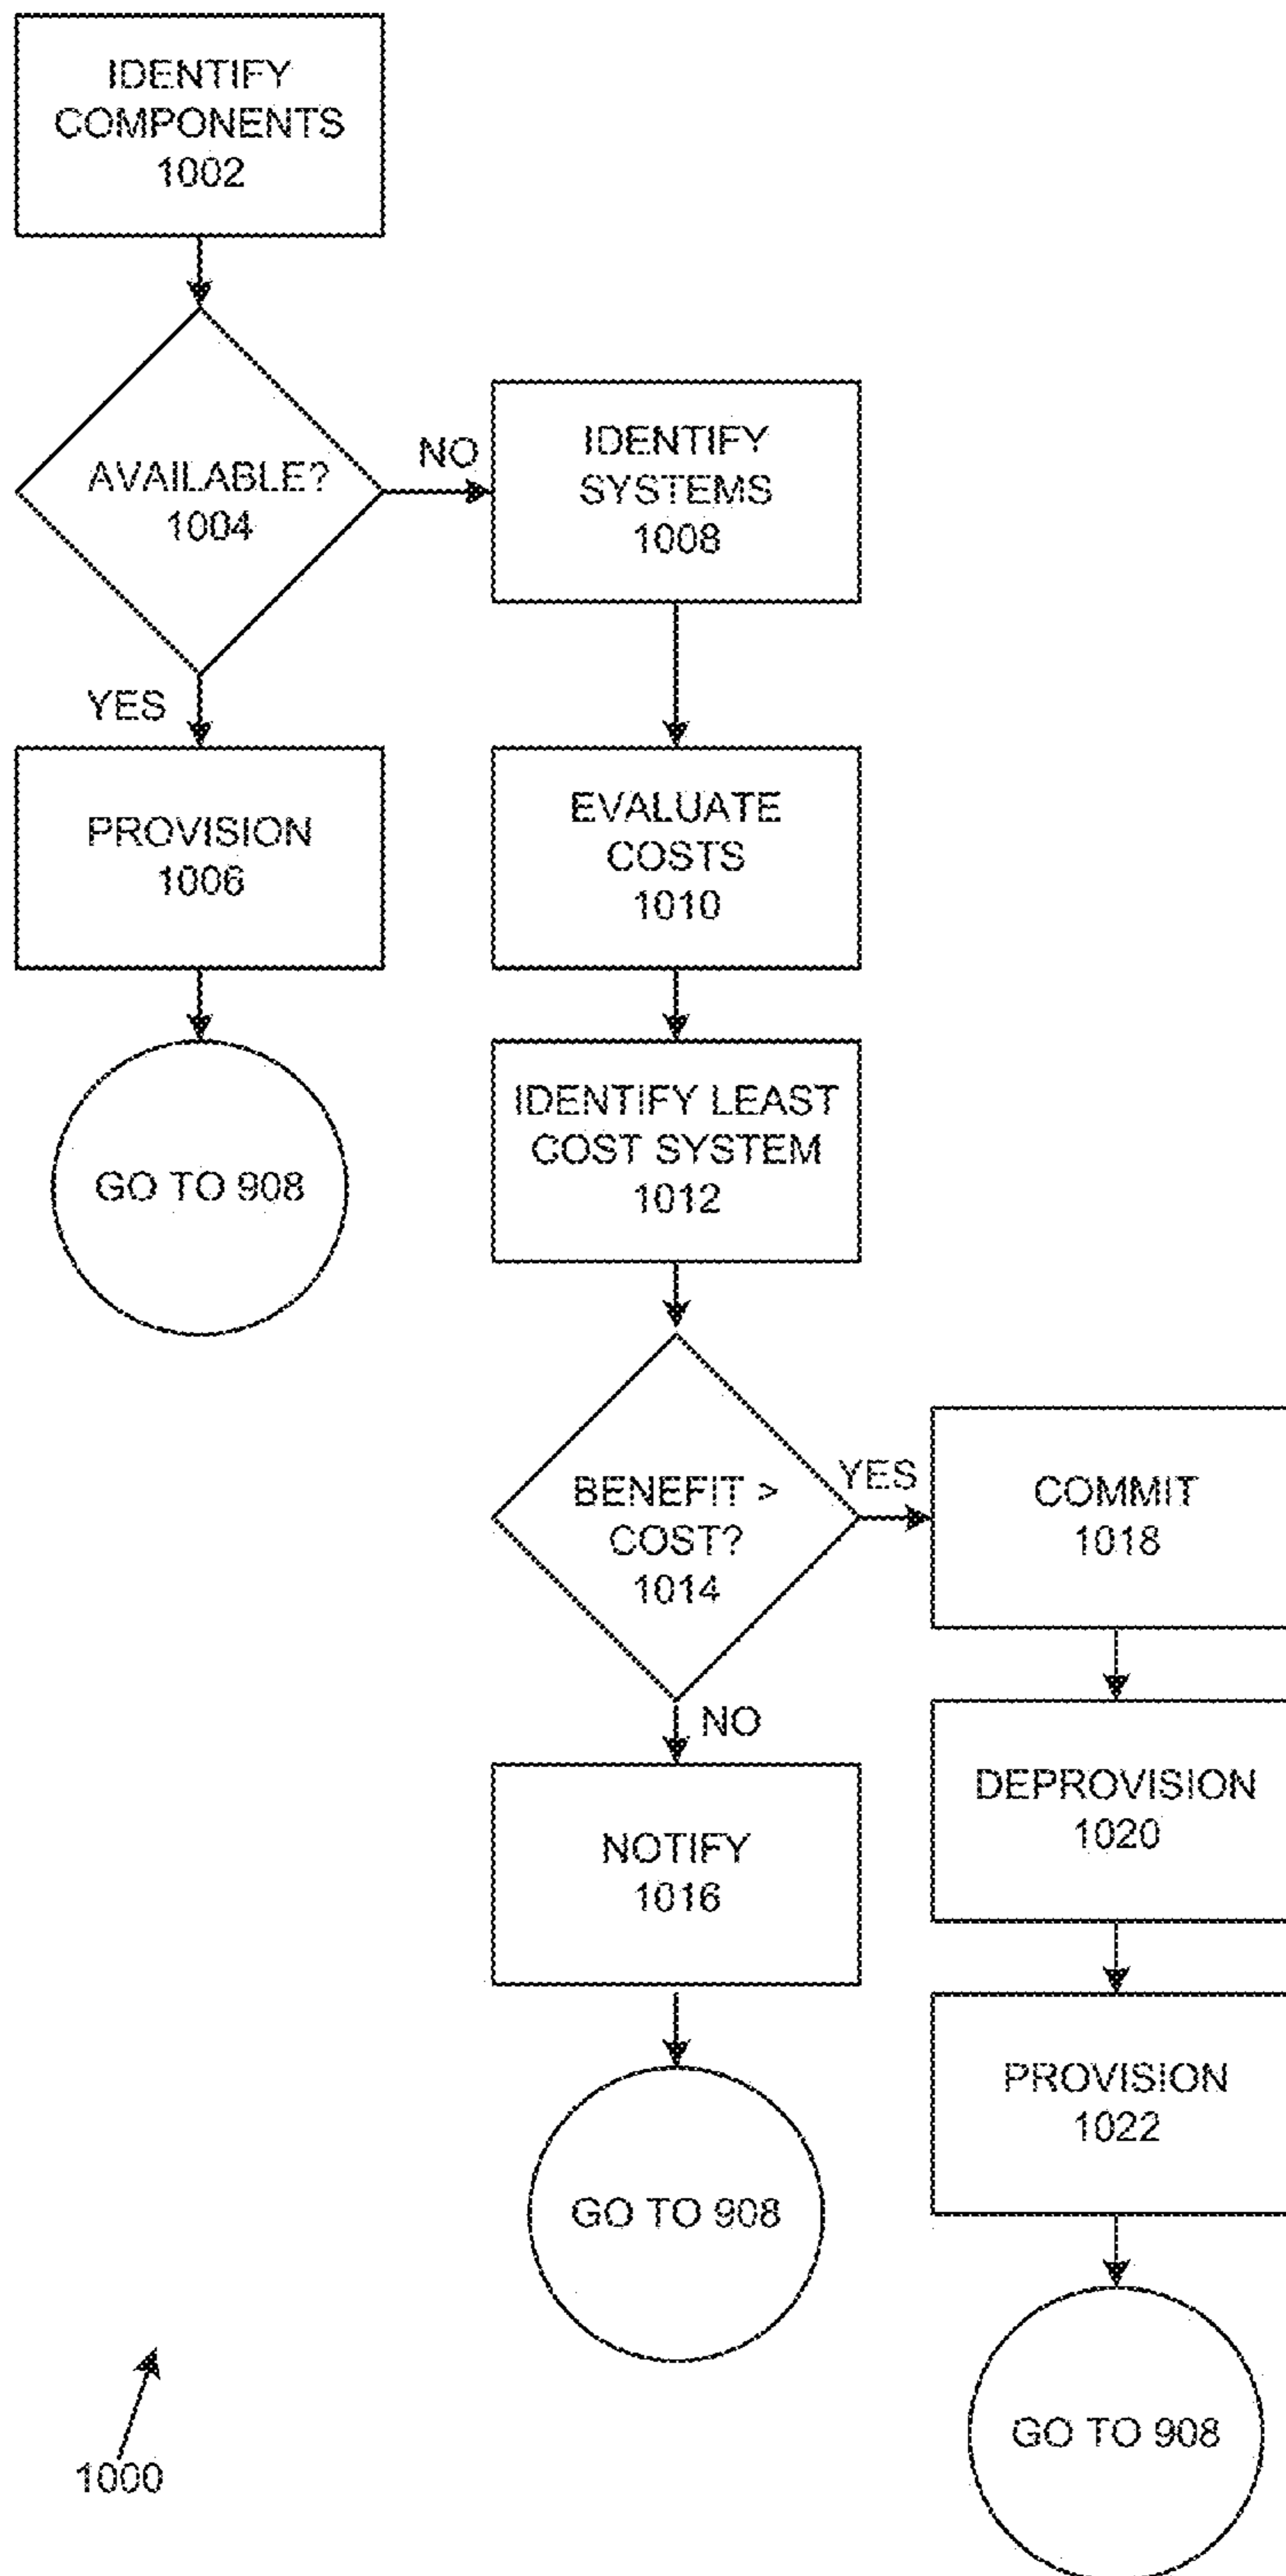 IDENTIFY
COMPONENTS
1002
AVAILABLE?
1004
NO
IDENTIFY
SYSTEMS
1008
YES
PROVISION
1006
EVALUATE
COSTS
1010
GO TO 908
IDENTIFY LEAST
COST SYSTEM
1012
BENEFIT >
COST?
1014
YES
COMMIT
1018
NO
NOTIFY
1016
DEPROVISION
1020
PROVISION
1022
GO TO 908
GO TO 908
1000